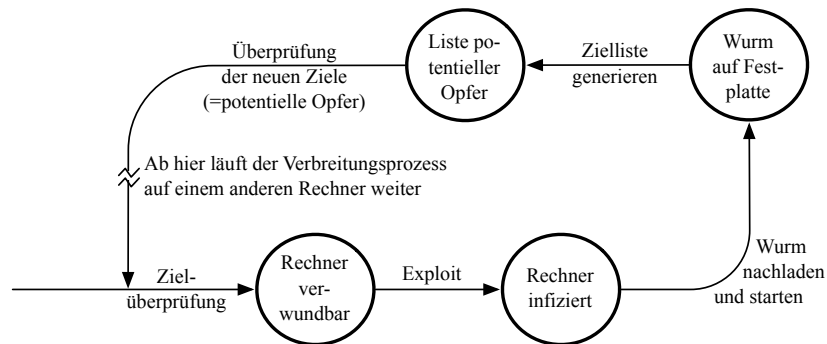 Überprüfung
der neuen Ziele
(=potentielle Opfer)
Liste po-
tentieller
Opfer
Zielliste
generieren
Wurm
auf Fest-
platte
Ab hier läuft der Verbreitungsprozess
auf einem anderen Rechner weiter
Ziel-
überprüfung
Rechner
ver-
wundbar
Exploit
Rechner
infiziert
Wurm
nachladen
und starten